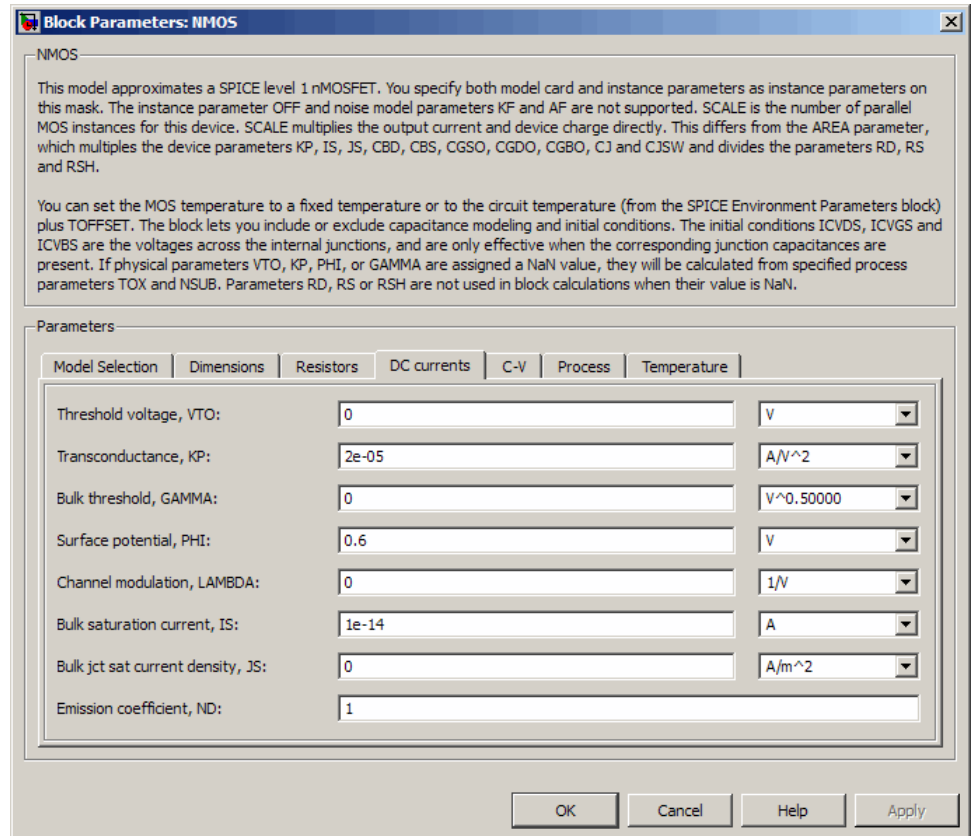 Block Parameters: NMOS
NMOS
This model approximates a SPICE level 1 nMOSFET. You specify both model card and instance parameters as instance parameters on
this mask. The instance parameter OFF and noise model parameters KF and AF are not supported. SCALE is the number of parallel
MOS instances for this device. SCALE multiplies the output current and device charge directly. This differs from the AREA parameter,
which multiples the device parameters KP, IS, JS, CBD, CBS, CGSO, CGDO, CGBO, CJ and CJSW and divides the parameters RD, RS
and RSH.
You can set the MOS temperature to a fixed temperature or to the circuit temperature (from the SPICE Environment Parameters block)
plus TOFFSET. The block lets you include or exclude capacitance modeling and initial conditions. The initial conditions ICVDS, ICVGS and
ICVBS are the voltages across the internal junctions, and are only effective when the corresponding junction capacitances are
present. If physical parameters VTO, KP, PHI, or GAMMA are assigned a NaN value, they will be calculated from specified process
parameters TOX and NSUB. Parameters RD, RS or RSH are not used in block calculations when their value is NaN.
Parameters
Model Selection Dimensions Resistors DC currents C-V Process Temperature
Threshold voltage, VTO: 0 V
Transconductance, KP: 2e-05 A/V^2
Bulk threshold, GAMMA: 0 V^0.50000
Surface potential, PHI: 0.6 V
Channel modulation, LAMBDA: 0 1/V
Bulk saturation current, IS: 1e-14 A
Bulk jct sat current density, JS: 0 A/m^2
Emission coefficient, ND: 1
OK Cancel Help Apply